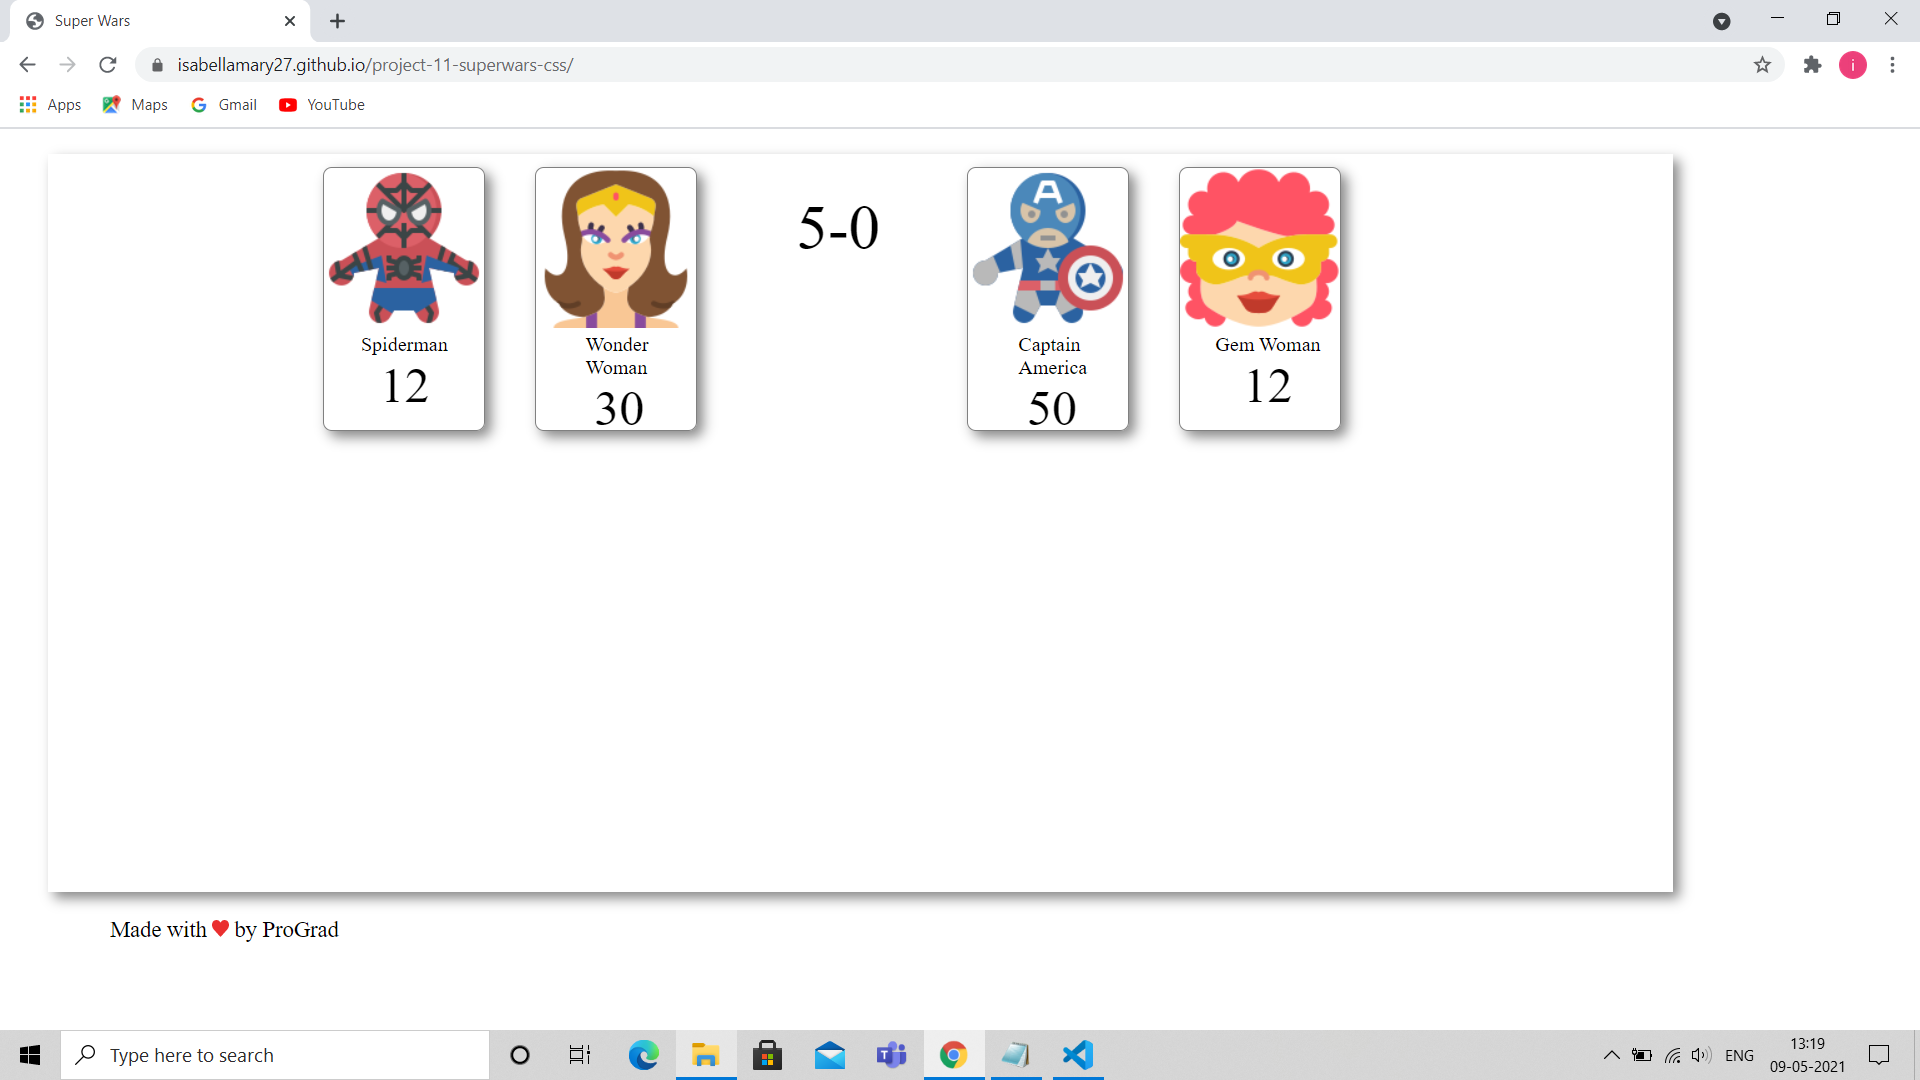 Super Wars
isabellamary27.github.io/project-11-superwars-css/
i
Apps Maps Gmail YouTube
5-0
A
Spiderman
12
Wonder
Woman
30
Captain
America
50
Gem Woman
12
Made with ♥ by ProGrad
Type here to search
ENG
13:19
09-05-2021